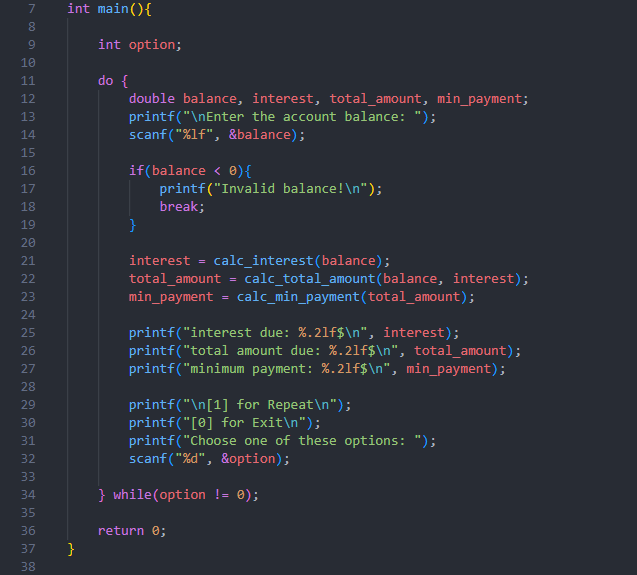 7 int main(){
8
9 int option;
10
11 do {
12 double balance, interest, total_amount, min_payment;
13 printf("\nEnter the account balance: ");
14 scanf("%lf", &balance);
15
16 if(balance < 0){
17 printf("Invalid balance!\n");
18 break;
19 }
20
21 interest = calc_interest(balance);
22 total_amount = calc_total_amount(balance, interest);
23 min_payment = calc_min_payment(total_amount);
24
25 printf("interest due: %.2lf$\n", interest);
26 printf("total amount due: %.2lf$\n", total_amount);
27 printf("minimum payment: %.2lf$\n", min_payment);
28
29 printf("\n[1] for Repeat\n");
30 printf("[0] for Exit\n");
31 printf("Choose one of these options: ");
32 scanf("%d", &option);
33
34 } while(option != 0);
35
36 return 0;
37 }
38